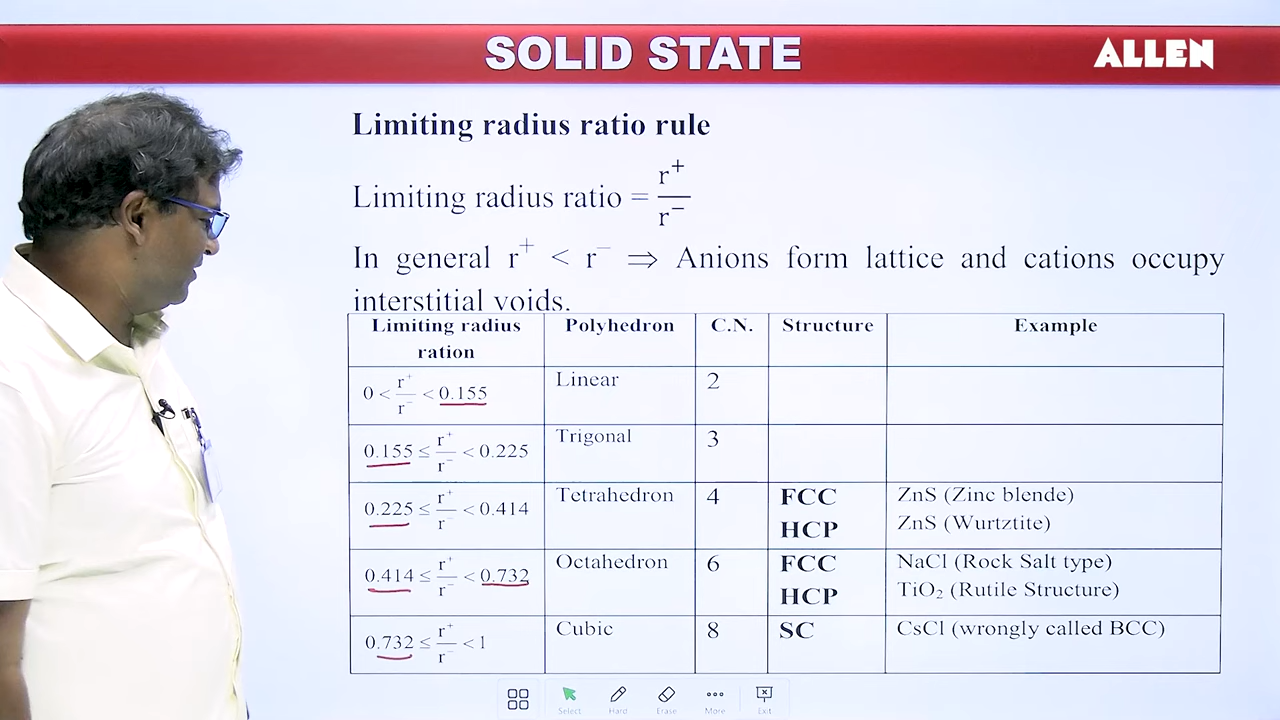 SOLID STATE
ALLEN
Limiting radius ratio rule
Limiting radius ratio = r⁺/r⁻
In general r⁺ < r⁻ ⇒ Anions form lattice and cations occupy
interstitial voids.
Limiting radius ration | Polyhedron | C.N. | Structure | Example
0 < r⁺/r⁻ < 0.155 | Linear | 2
0.155 ≤ r⁺/r⁻ < 0.225 | Trigonal | 3
0.225 ≤ r⁺/r⁻ < 0.414 | Tetrahedron | 4 | FCC HCP | ZnS (Zinc blende) ZnS (Wurtztite)
0.414 ≤ r⁺/r⁻ < 0.732 | Octahedron | 6 | FCC HCP | NaCl (Rock Salt type) TiO₂ (Rutile Structure)
0.732 ≤ r⁺/r⁻ < 1 | Cubic | 8 | SC | CsCl (wrongly called BCC)
Select Hard Erase More Exit